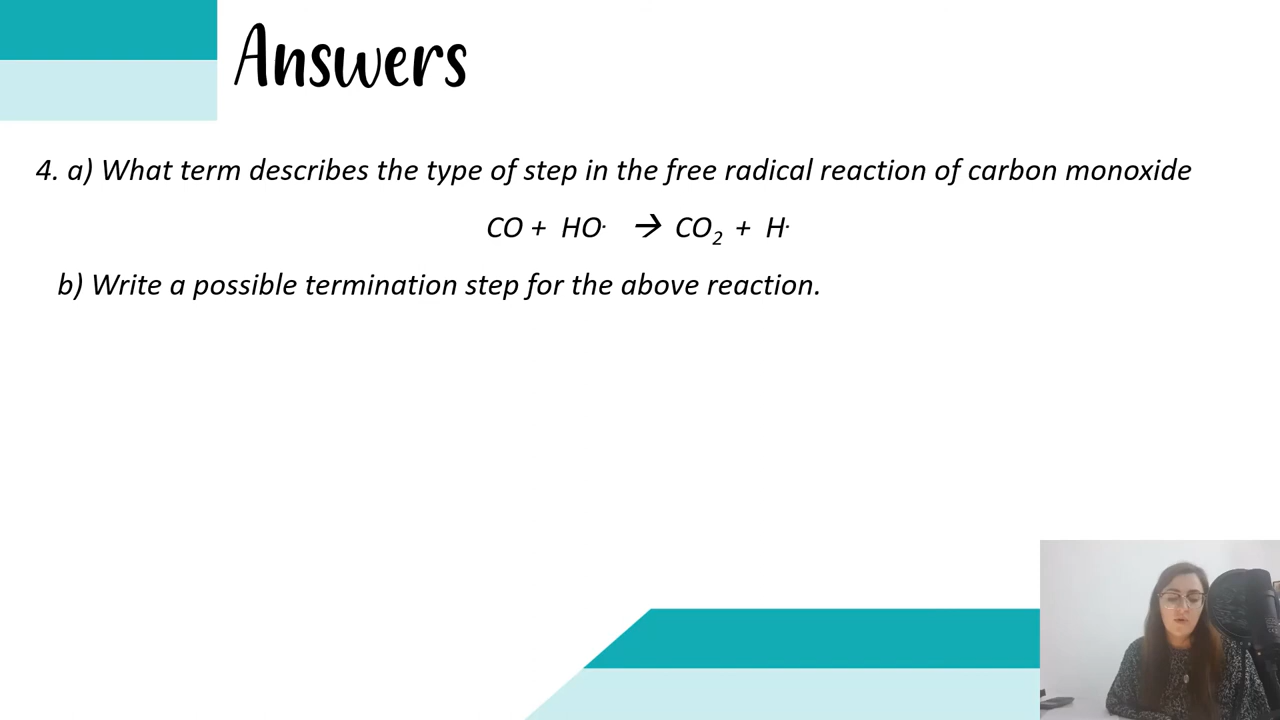 Answers
4. a) What term describes the type of step in the free radical reaction of carbon monoxide
CO + HO· → CO₂ + H·
b) Write a possible termination step for the above reaction.